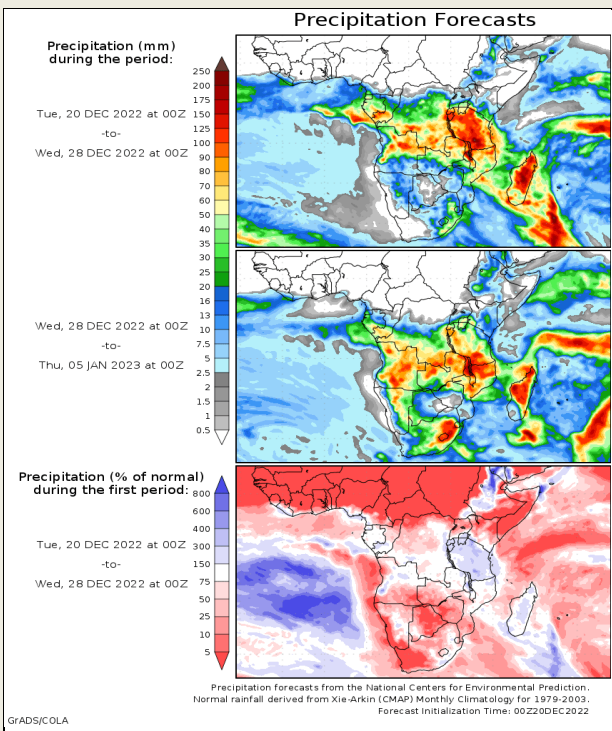 Precipitation Forecasts
Precipitation (mm)
during the period:
Tue, 20 DEC 2022 at 00Z
-to-
Wed, 28 DEC 2022 at 00Z
250
200
175
150
125
100
90
80
70
60
50
40
35
30
25
20
16
13
10
7.5
5
2.5
2
1.5
1
0.5
Wed, 28 DEC 2022 at 00Z
-to-
Thu, 05 JAN 2023 at 00Z
Precipitation (% of normal)
during the first period:
Tue, 20 DEC 2022 at 00Z
-to-
Wed, 28 DEC 2022 at 00Z
800
600
400
300
150
75
50
25
10
5
Precipitation forecasts from the National Centers for Environmental Prediction.
Normal rainfall derived from Xie-Arkin (CMAP) Monthly Climatology for 1979-2003.
Forecast Initialization Time: 00Z20DEC2022
GrADS/COLA